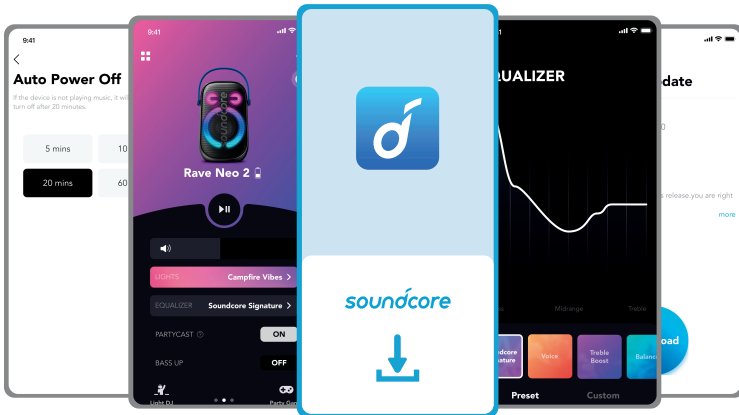 9:41
Auto Power Off
If the device is not playing music, it wil
turn off after 20 minutes.
5 mins
10
20 mins
60
9:41
soundcore
Rave Neo 2
LIGHTS
Campfire Vibes >
EQUALIZER
Soundcore Signature >
PARTYCAST
ON
BASS UP
OFF
Light DJ
Party Gam
soundcore
QUALIZER
Midrange
Treble
dcore
ature
Voice
Treble
Boost
Balanc
Preset
Custom
date
0
s release you are right
more
oad